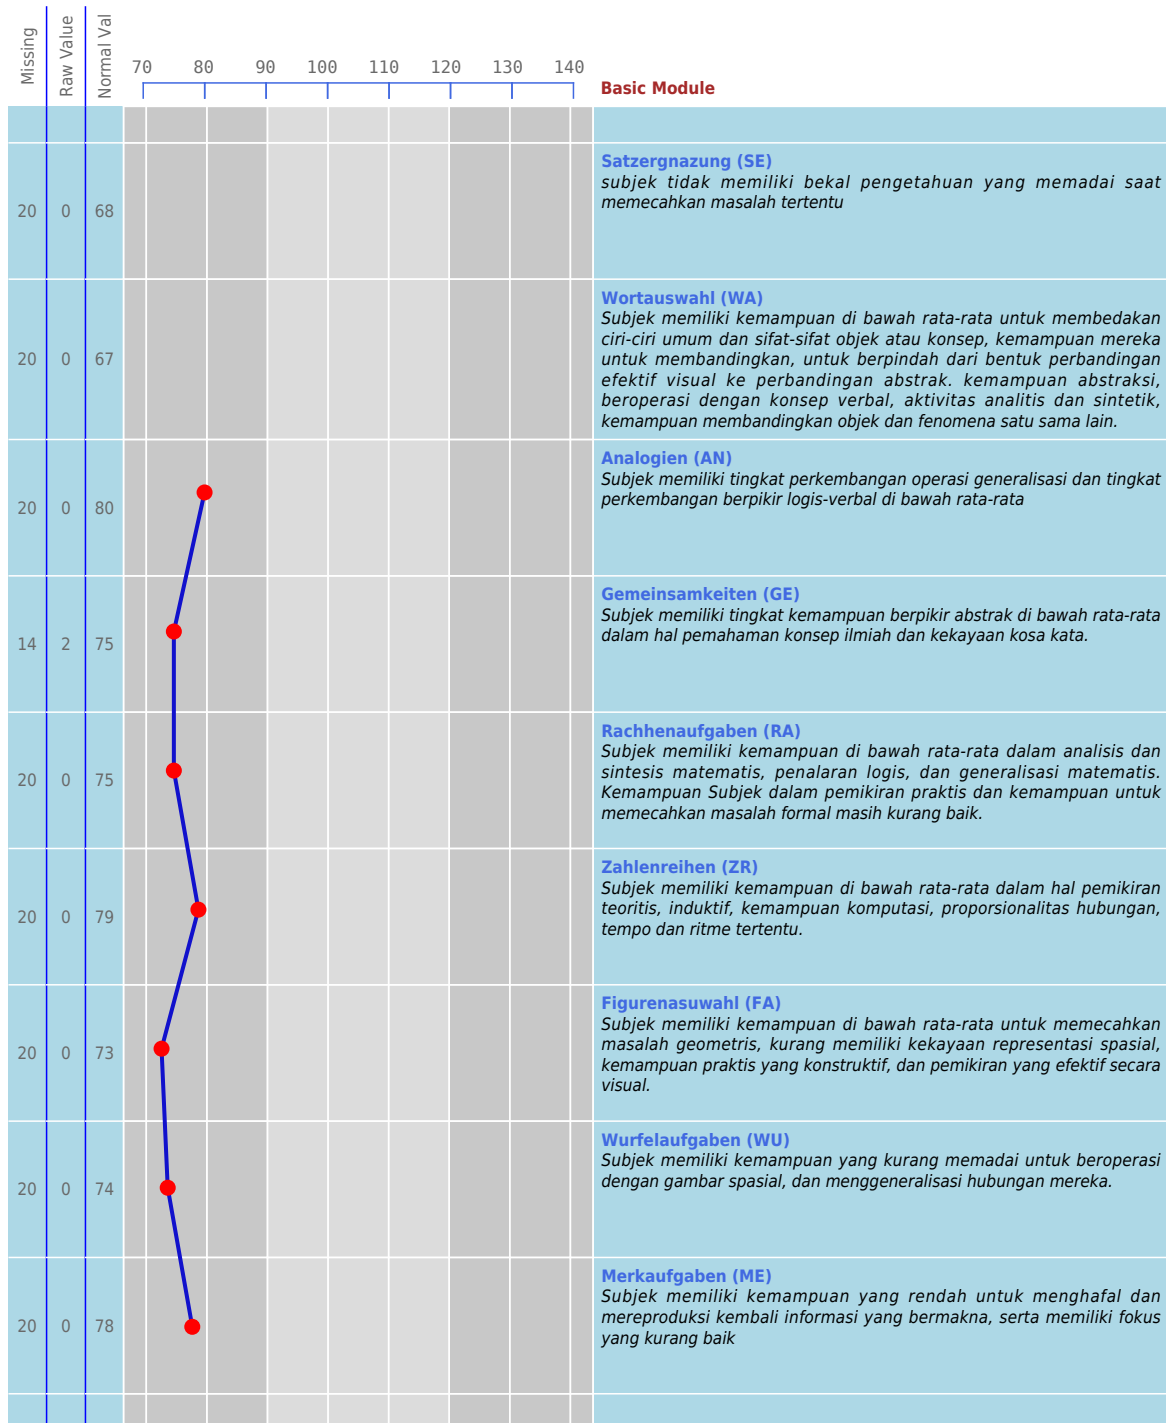 Missing
Raw Value
Normal Val
70 80 90 100 110 120 130 140
Basic Module
Satzergnazung (SE)
subjek tidak memiliki bekal pengetahuan yang memadai saat
memecahkan masalah tertentu
20 0 68
Wortauswahl (WA)
Subjek memiliki kemampuan di bawah rata-rata untuk membedakan
ciri-ciri umum dan sifat-sifat objek atau konsep, kemampuan mereka
untuk membandingkan, untuk berpindah dari bentuk perbandingan
efektif visual ke perbandingan abstrak. kemampuan abstraksi,
beroperasi dengan konsep verbal, aktivitas analitis dan sintetik,
kemampuan membandingkan objek dan fenomena satu sama lain.
20 0 67
Analogien (AN)
Subjek memiliki tingkat perkembangan operasi generalisasi dan tingkat
perkembangan berpikir logis-verbal di bawah rata-rata
20 0 80
Gemeinsamkeiten (GE)
Subjek memiliki tingkat kemampuan berpikir abstrak di bawah rata-rata
dalam hal pemahaman konsep ilmiah dan kekayaan kosa kata.
14 2 75
Rachhenaufgaben (RA)
Subjek memiliki kemampuan di bawah rata-rata dalam analisis dan
sintesis matematis, penalaran logis, dan generalisasi matematis.
Kemampuan Subjek dalam pemikiran praktis dan kemampuan untuk
memecahkan masalah formal masih kurang baik.
20 0 75
Zahlenreihen (ZR)
Subjek memiliki kemampuan di bawah rata-rata dalam hal pemikiran
teoritis, induktif, kemampuan komputasi, proporsionalitas hubungan,
tempo dan ritme tertentu.
20 0 79
Figurenasuwahl (FA)
Subjek memiliki kemampuan di bawah rata-rata untuk memecahkan
masalah geometris, kurang memiliki kekayaan representasi spasial,
kemampuan praktis yang konstruktif, dan pemikiran yang efektif secara
visual.
20 0 73
Wurfelaufgaben (WU)
Subjek memiliki kemampuan yang kurang memadai untuk beroperasi
dengan gambar spasial, dan menggeneralisasi hubungan mereka.
20 0 74
Merkaufgaben (ME)
Subjek memiliki kemampuan yang rendah untuk menghafal dan
mereproduksi kembali informasi yang bermakna, serta memiliki fokus
yang kurang baik
20 0 78